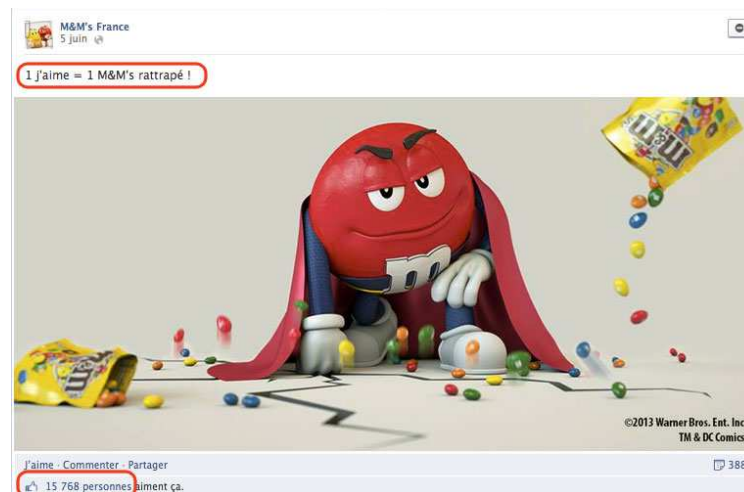 M&M's France
5 juin
1 j'aime = 1 M&M's rattrapé !
m&m's
m
m&m's
©2013 Warner Bros. Ent. Inc
TM & DC Comics
J'aime · Commenter · Partager
388
15 768 personnes aiment ça.